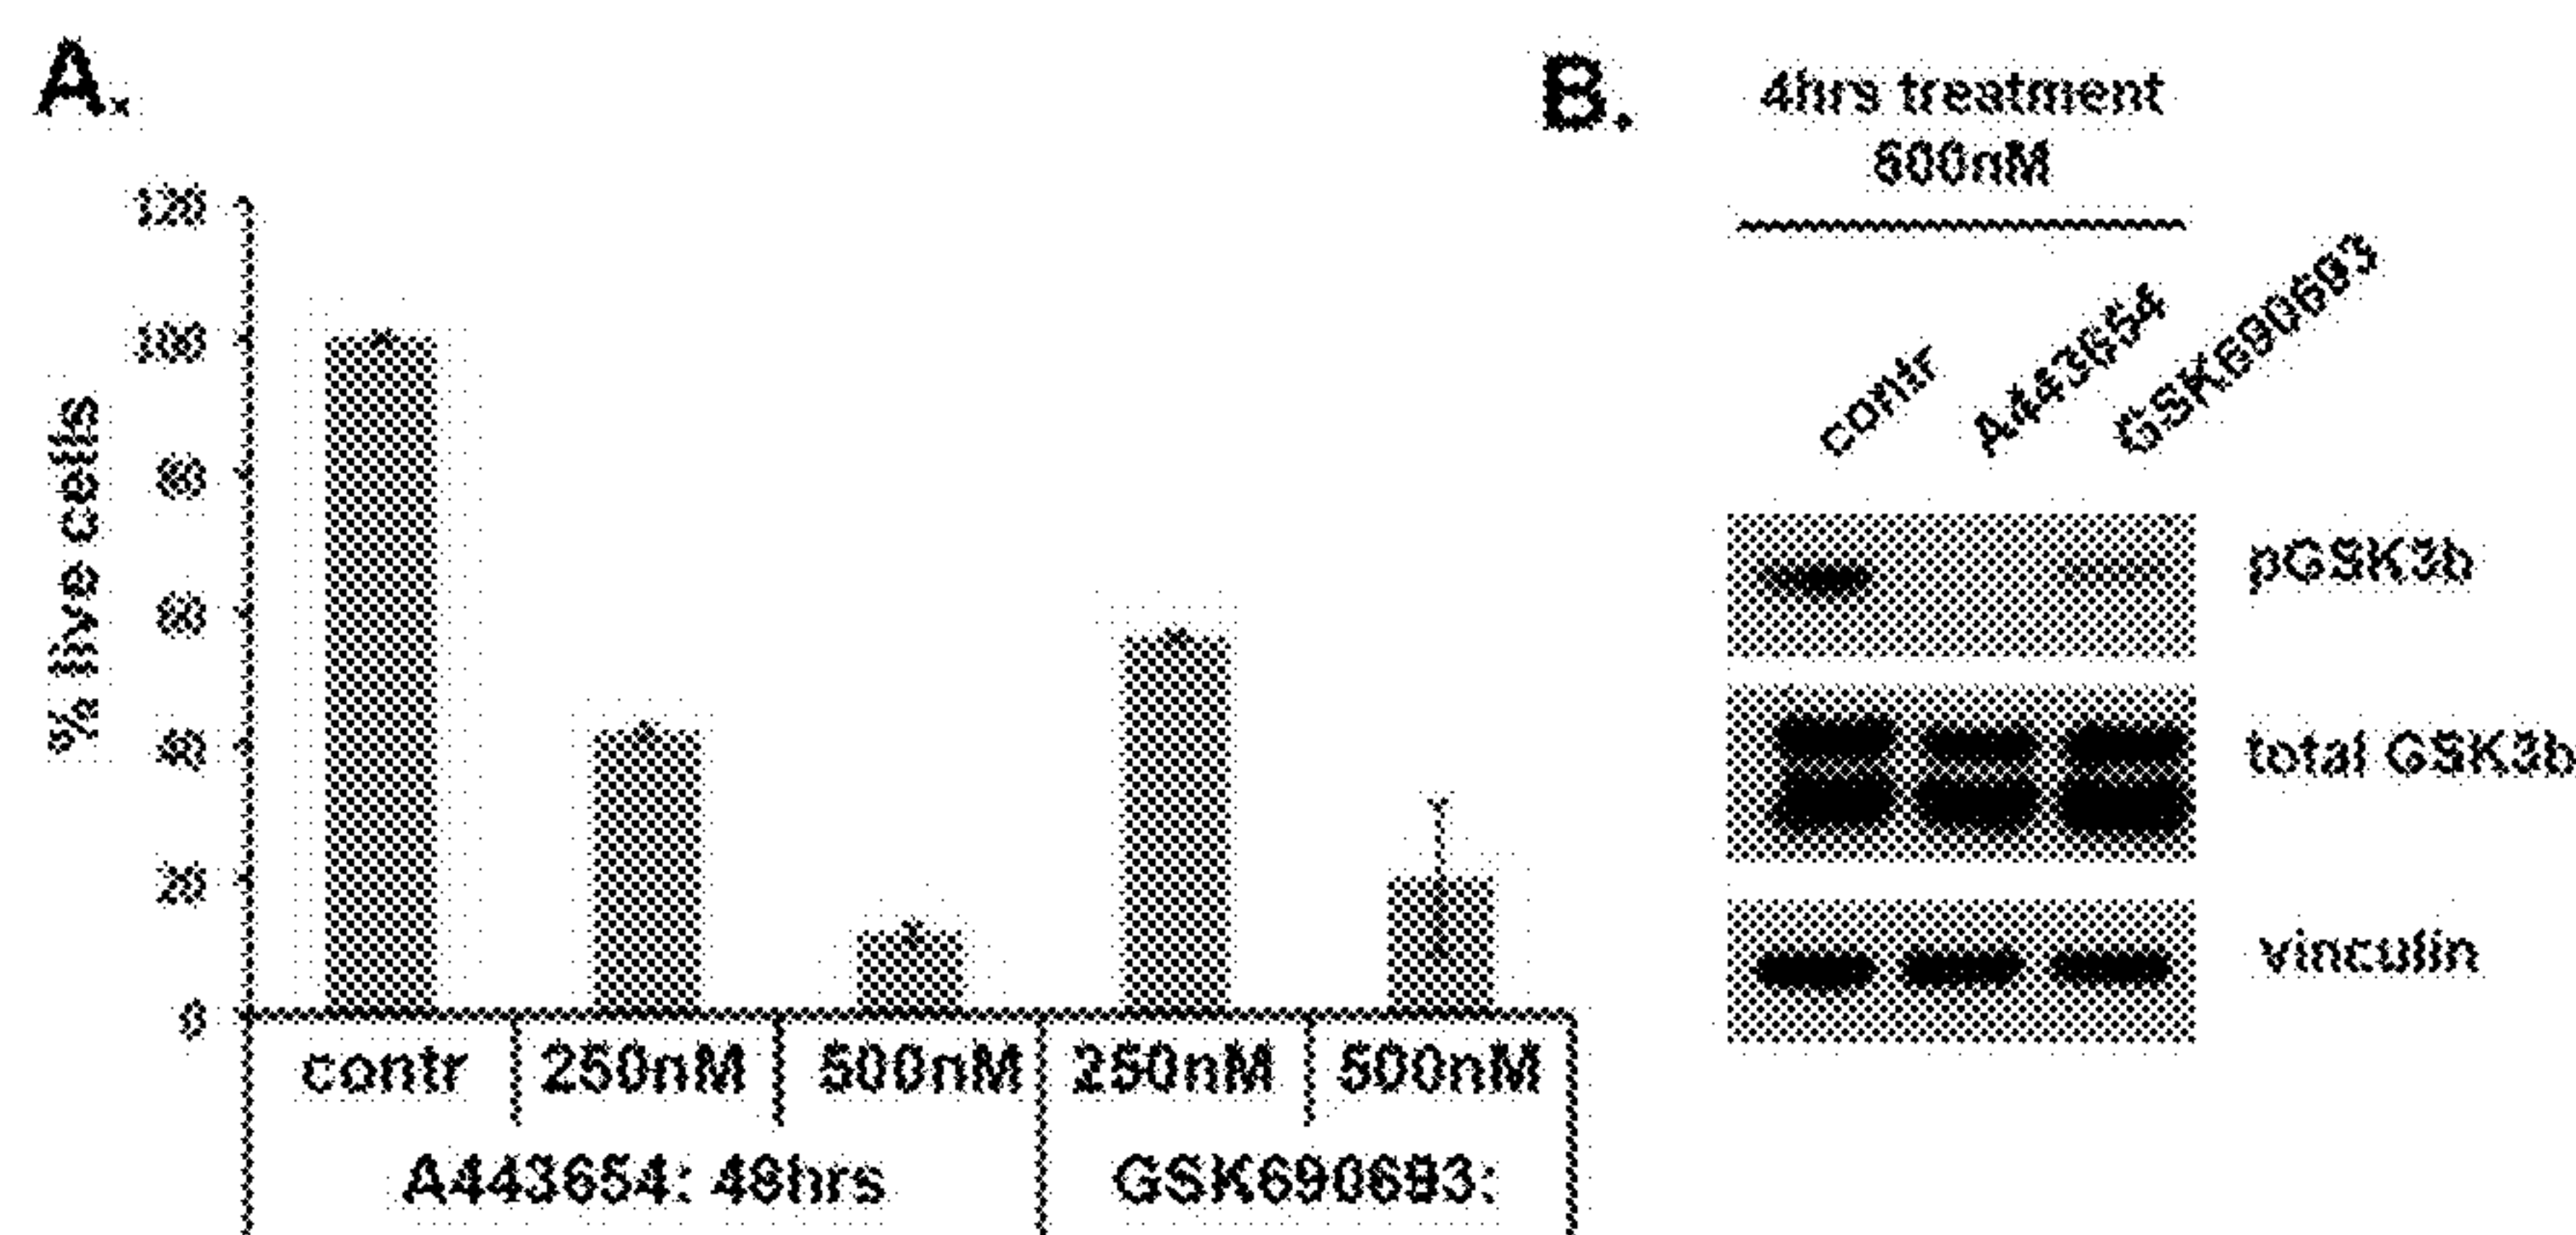 A.
120
100
80
60
40
20
0
% live cells
contr 250nM 500nM 250nM 500nM
A443654: 48hrs GSK690693:
B.
4hrs treatment
600nM
contr A443654 GSK690693
pGSK3b
total GSK3b
vinculin